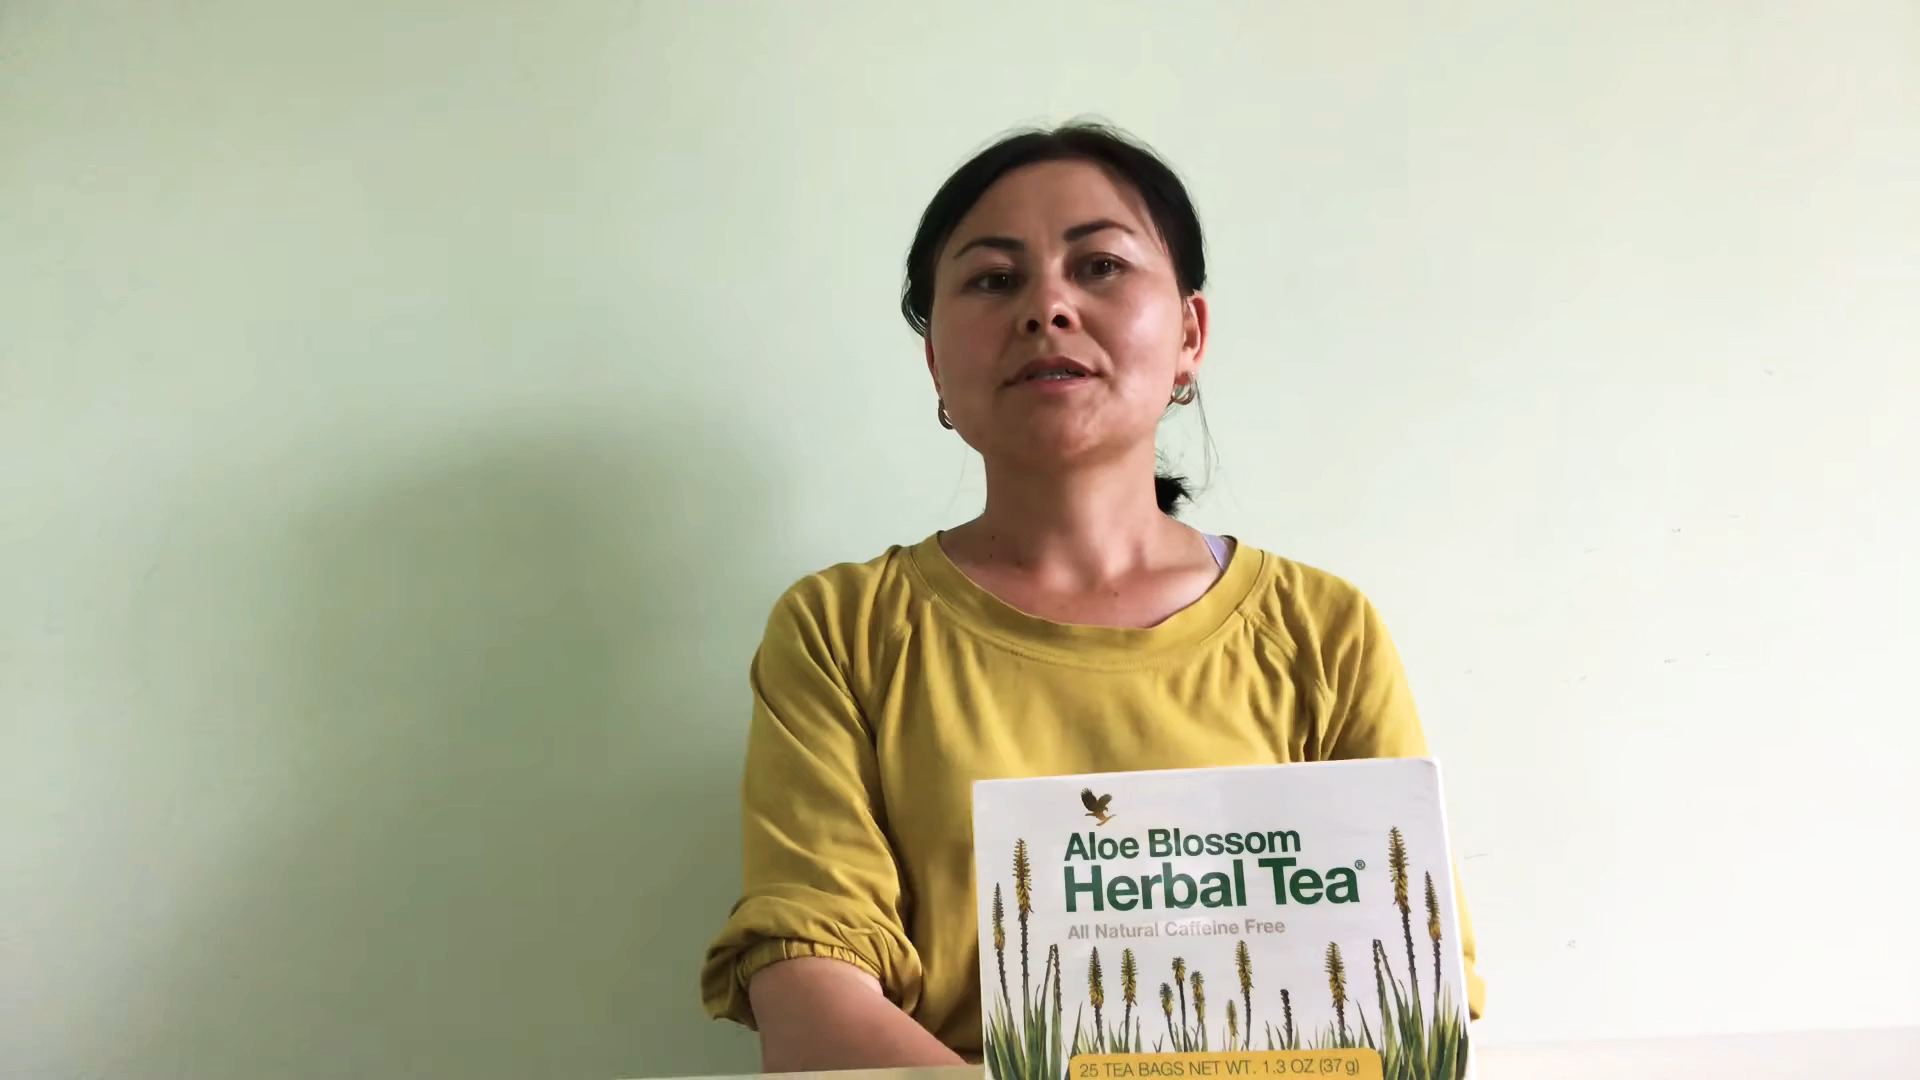 Aloe Blossom
Herbal Tea®
All Natural Caffeine Free
25 TEA BAGS NET WT. 1.3 OZ (37 g)